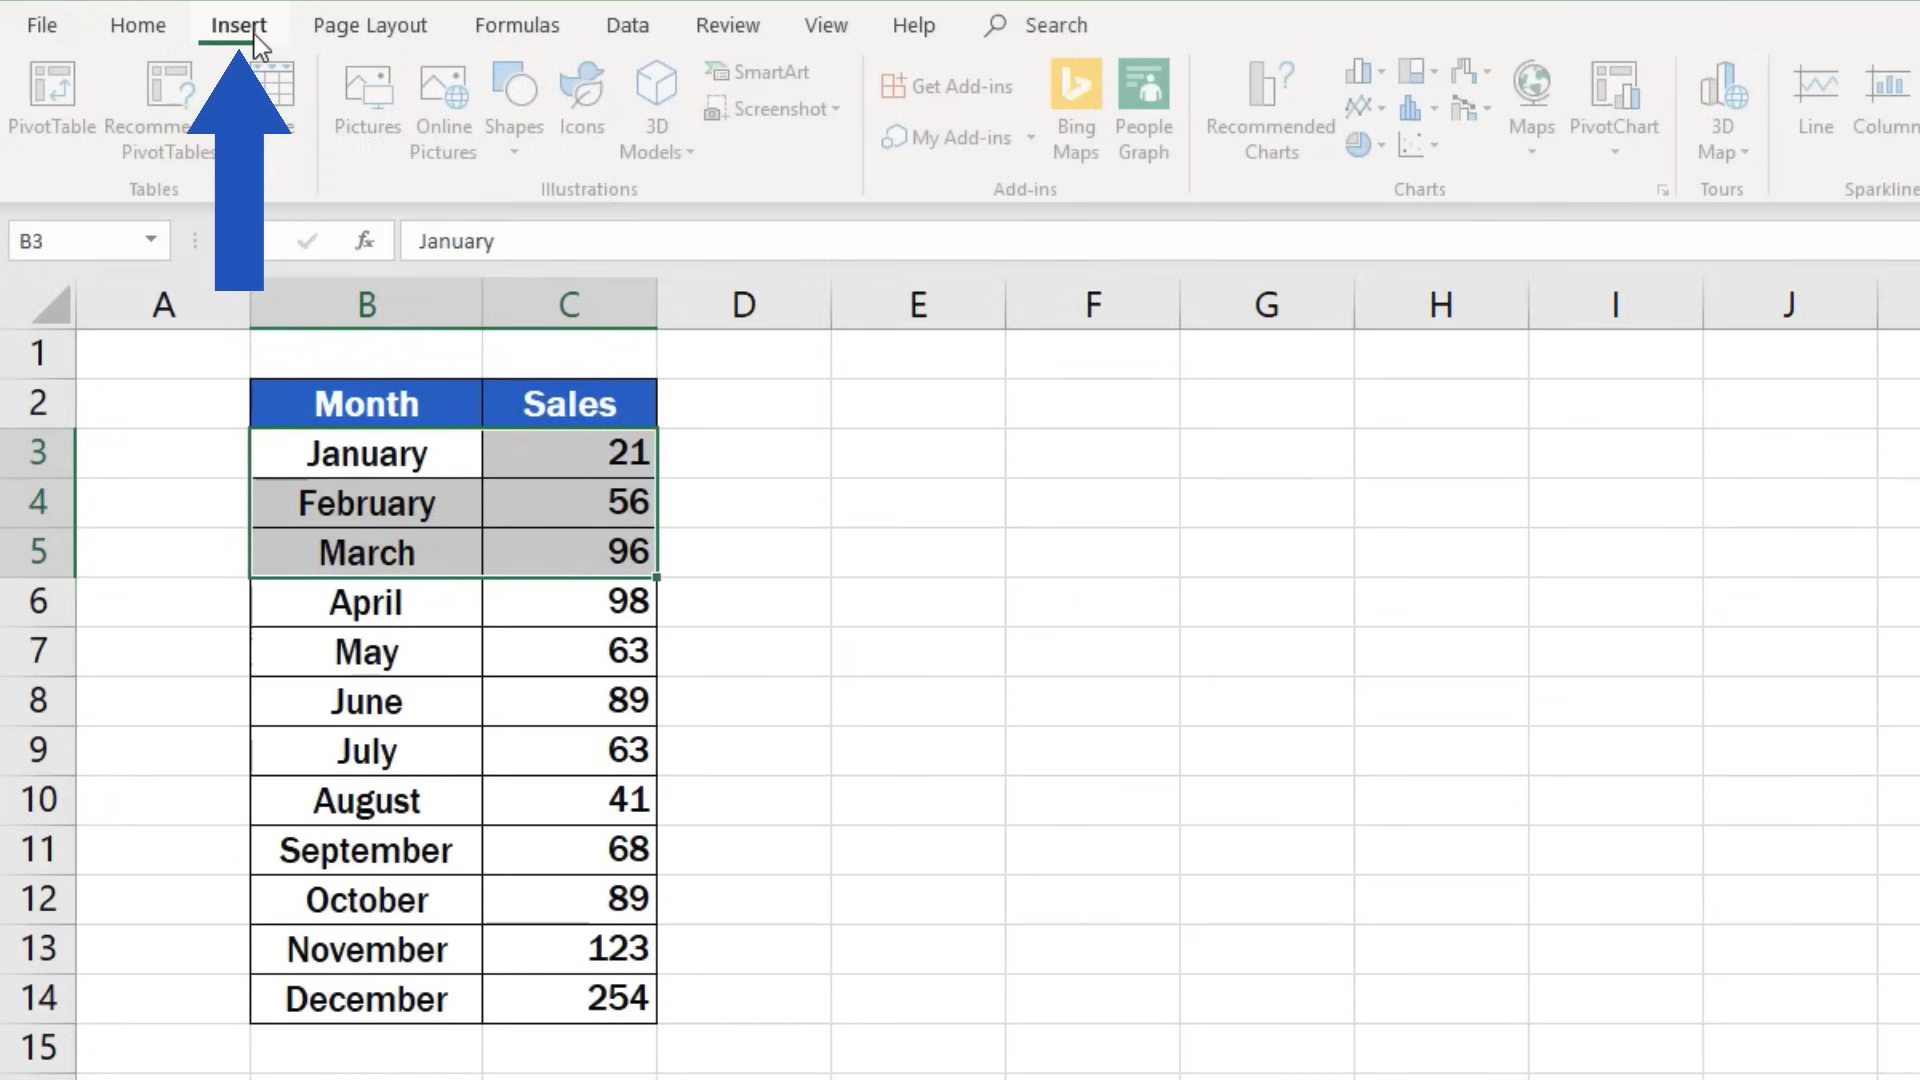 File Home Insert Page Layout Formulas Data Review View Help Search
PivotTable
PivotTables
Tables
Pictures
Online Pictures
Shapes
Icons
3D Models
SmartArt
Screenshot
Illustrations
Get Add-ins
My Add-ins
Bing Maps
People Graph
Add-ins
Recommended Charts
Maps
PivotChart
Charts
3D Map
Tours
Line
B3 fx January
A B C D E F G H I J
1
2 Month Sales
3 January 21
4 February 56
5 March 96
6 April 98
7 May 63
8 June 89
9 July 63
10 August 41
11 September 68
12 October 89
13 November 123
14 December 254
15